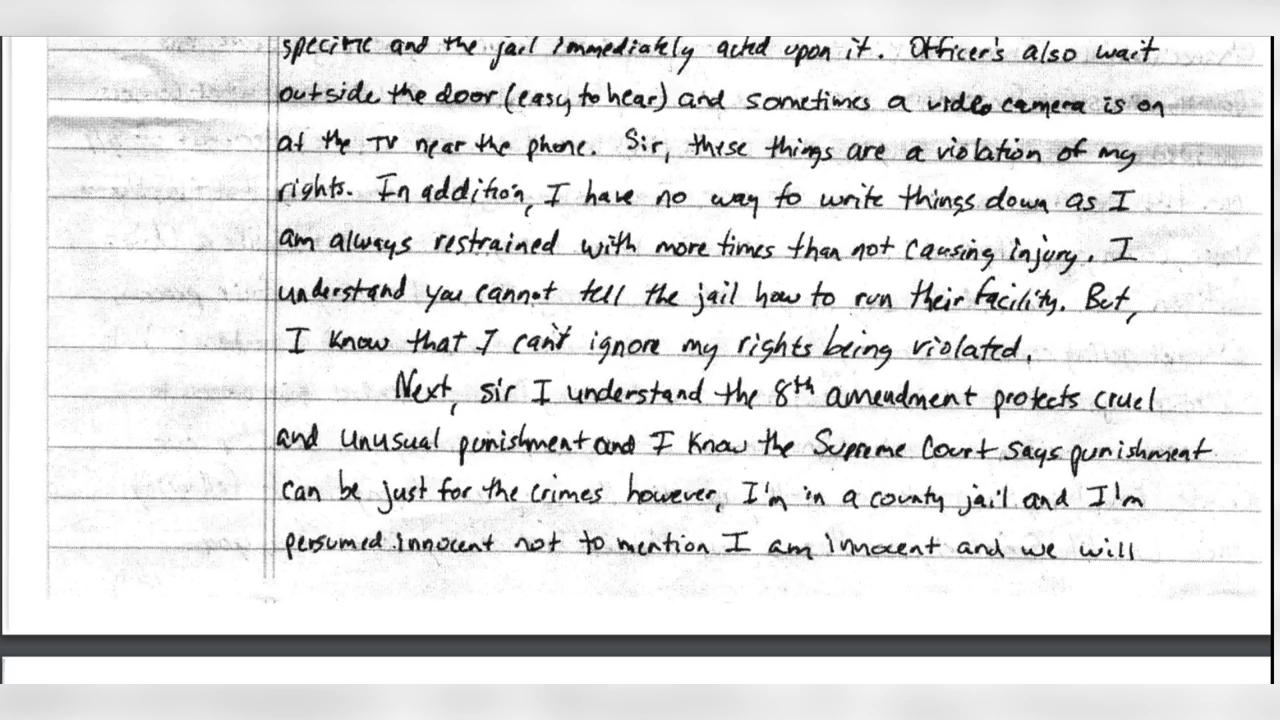 specific and the jail immediately acted upon it. Officer's also wait
outside the door (easy to hear) and sometimes a video camera is on
at the TV near the phone. Sir, these things are a violation of my
rights. In addition, I have no way to write things down as I
am always restrained with more times than not causing injury. I
understand you cannot tell the jail how to run their facility. But,
I know that I can't ignore my rights being violated.
Next, sir I understand the 8th amendment protects cruel
and unusual punishment and I know the Supreme Court says punishment
can be just for the crimes however, I'm in a county jail and I'm
persumed innocent not to mention I am innocent and we will